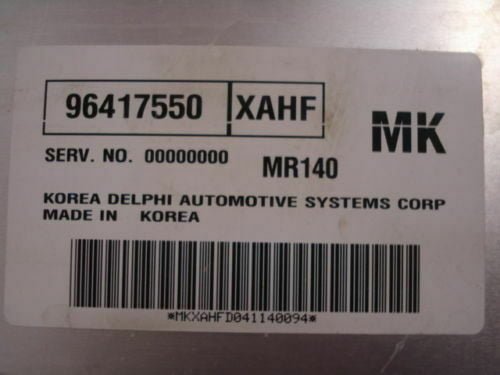 96417550 XAHF MK
SERV. NO. 00000000 MR140
KOREA DELPHI AUTOMOTIVE SYSTEMS CORP
MADE IN KOREA
*MKXAHFD041140094*